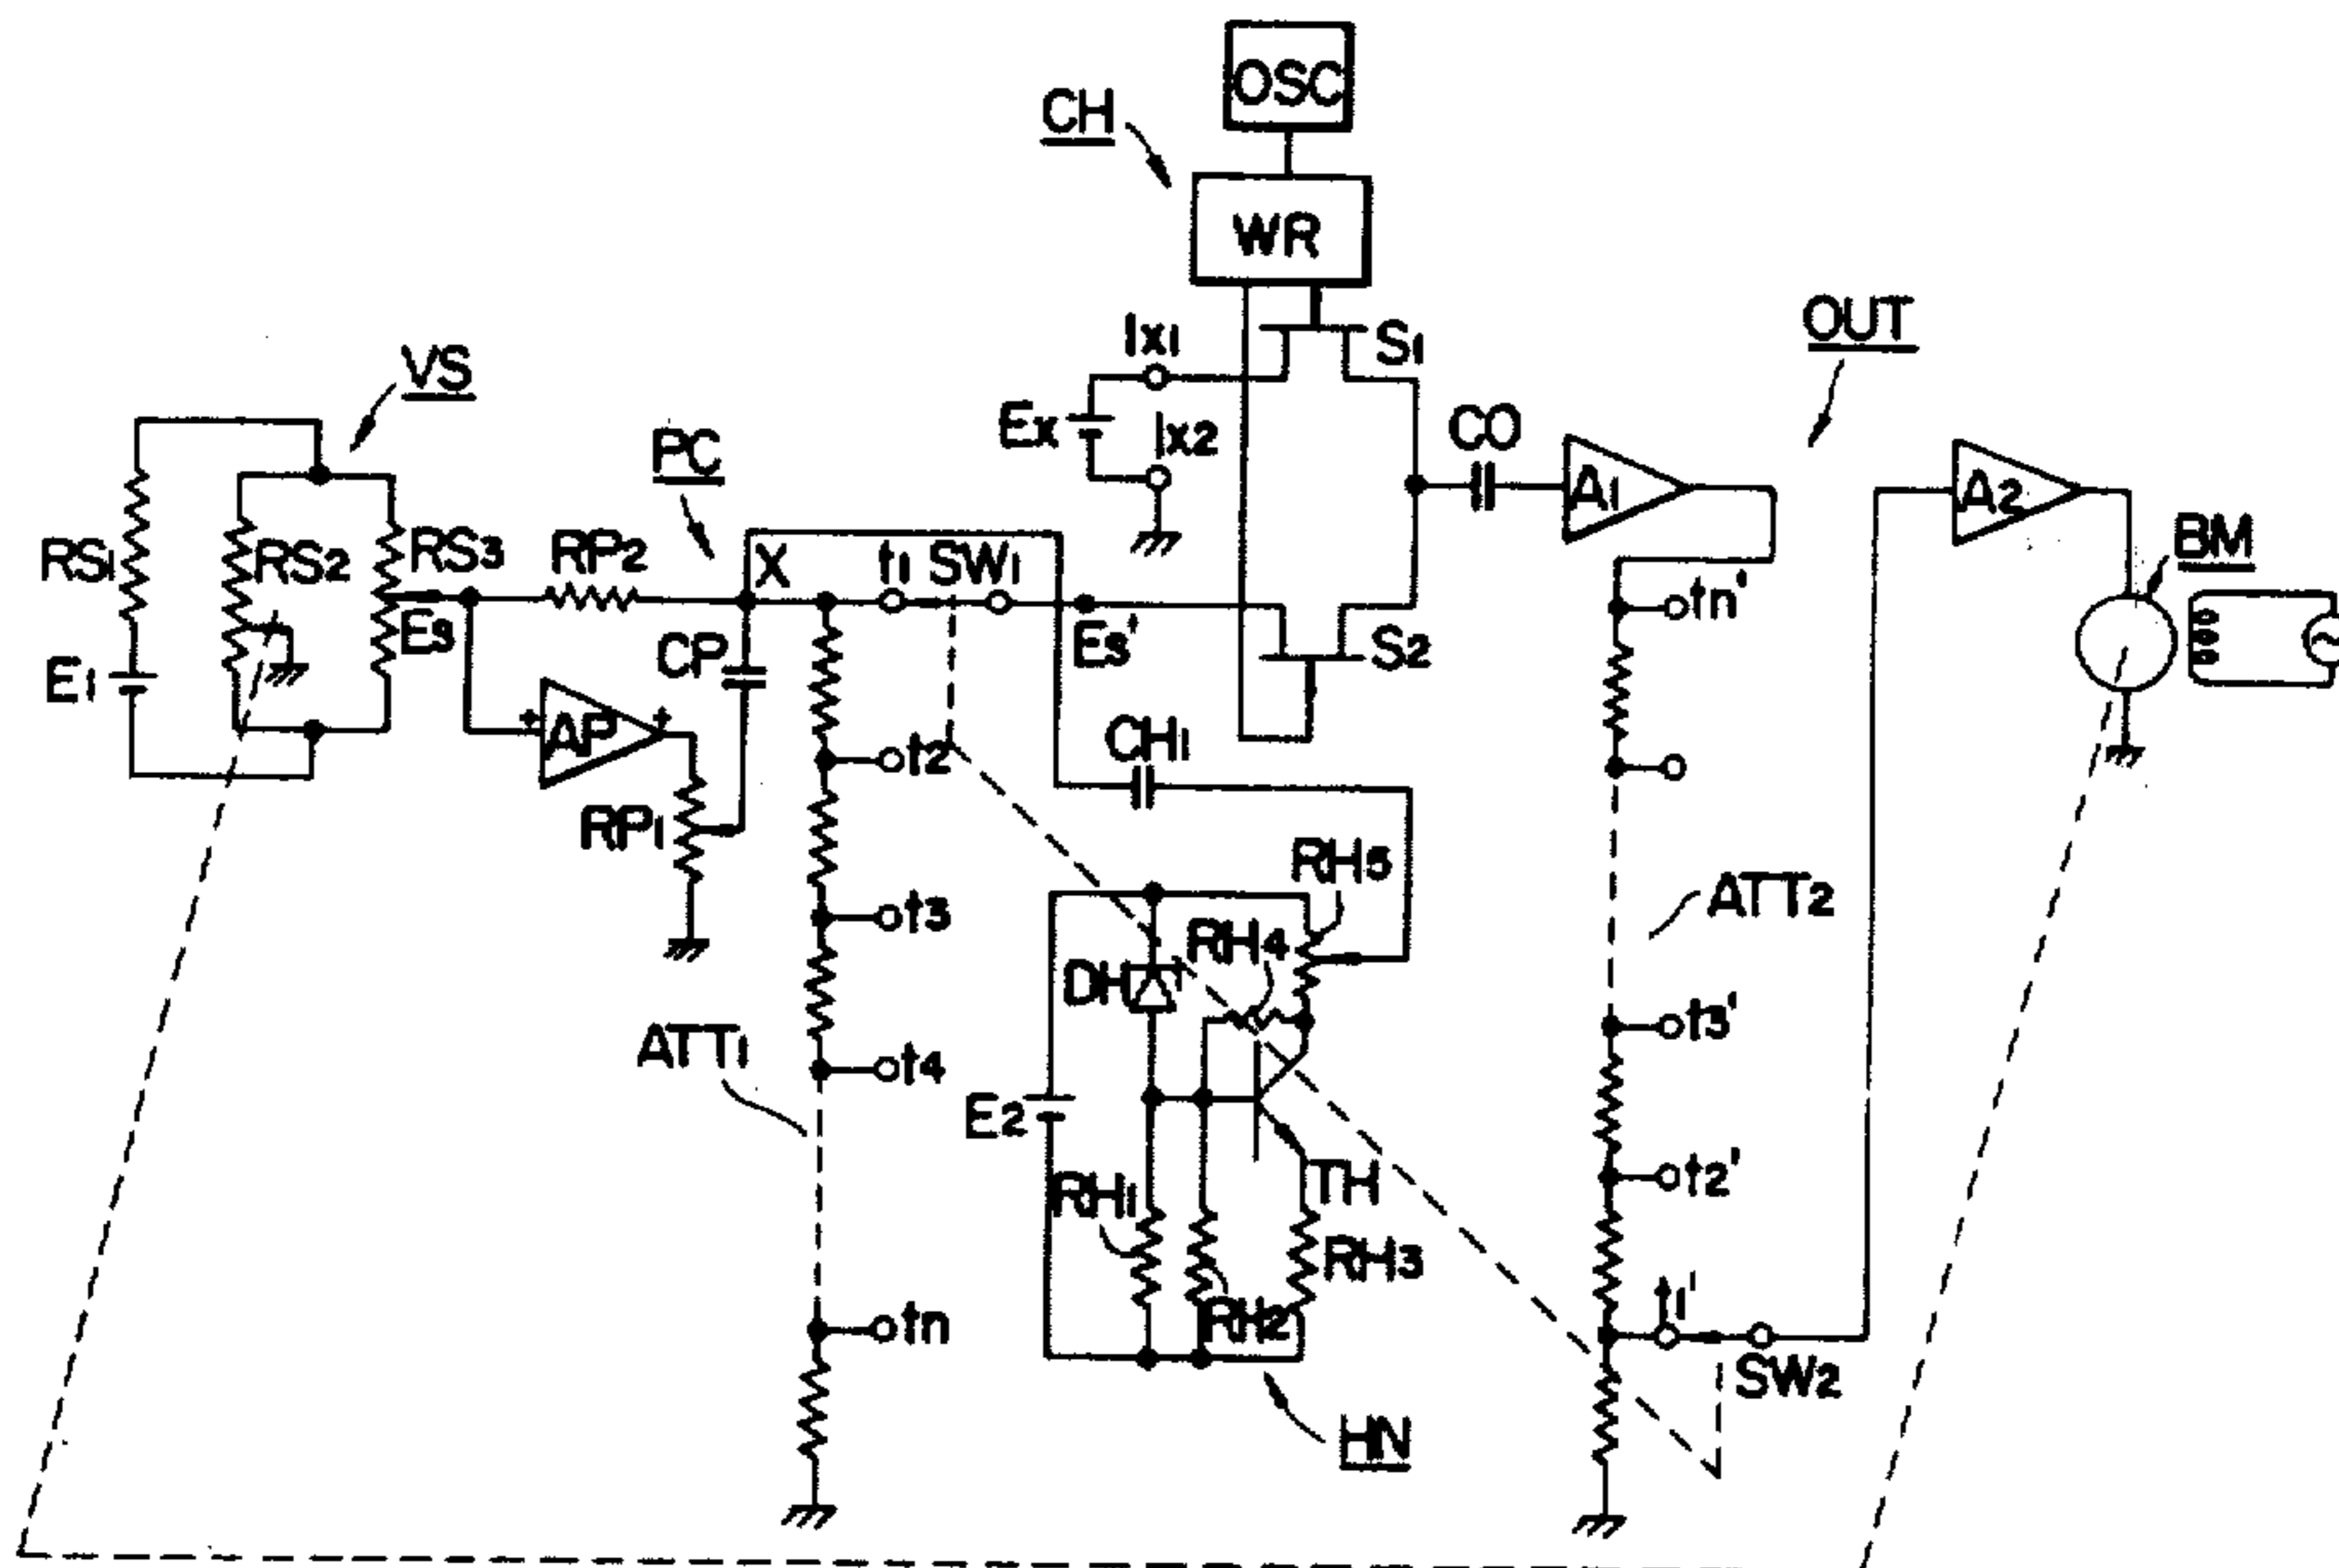 OSC
CH
WR
OUT
Ix1
S1
VS
Ex
Ix2
CO
PC
A1
A2
BM
RS1
RS2
RS3
RP2
X
t1
SW1
tn'
Es
CP
Es'
S2
E1
AP
CH1
t2
RP1
RH5
ATT2
t3
RH4
DH
t3'
ATT1
t4
E2
TH
t2'
RH1
RH3
RH2
t1'
tn
SW2
HN